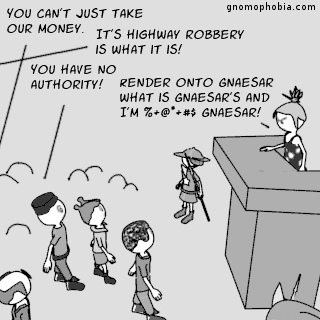 gnomophobia.com
YOU CAN'T JUST TAKE
OUR MONEY.
IT'S HIGHWAY ROBBERY
IS WHAT IT IS!
YOU HAVE NO
AUTHORITY!
RENDER ONTO GNAESAR
WHAT IS GNAESAR'S AND
I'M %+@*+#$ GNAESAR!